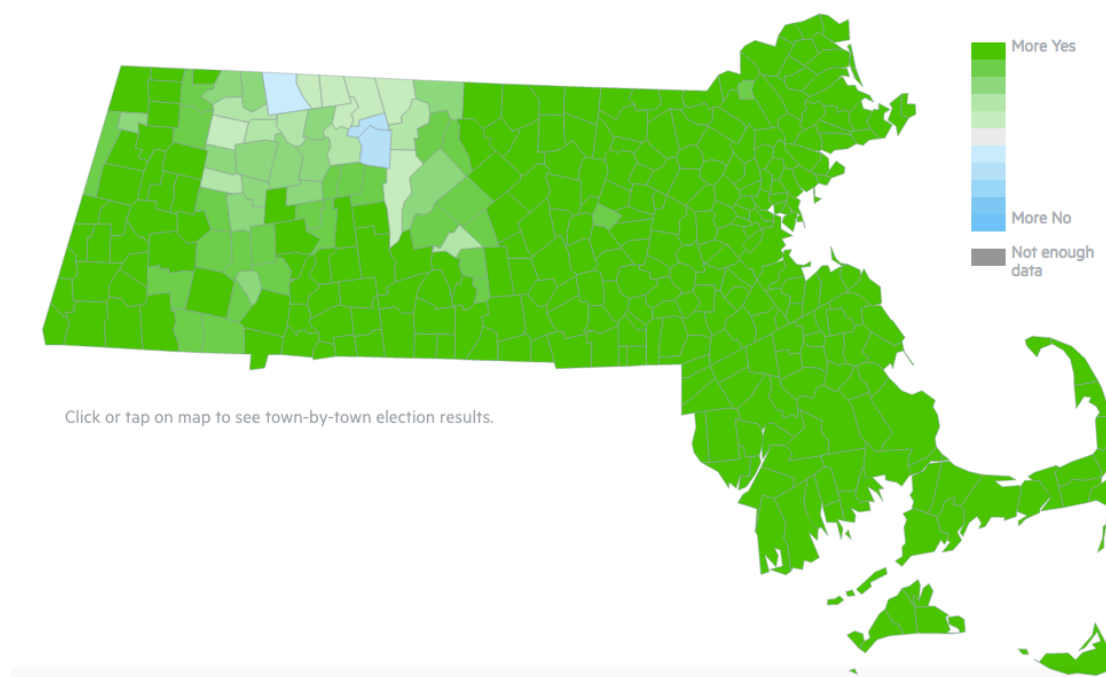 More Yes
More No
Not enough
data
Click or tap on map to see town-by-town election results.